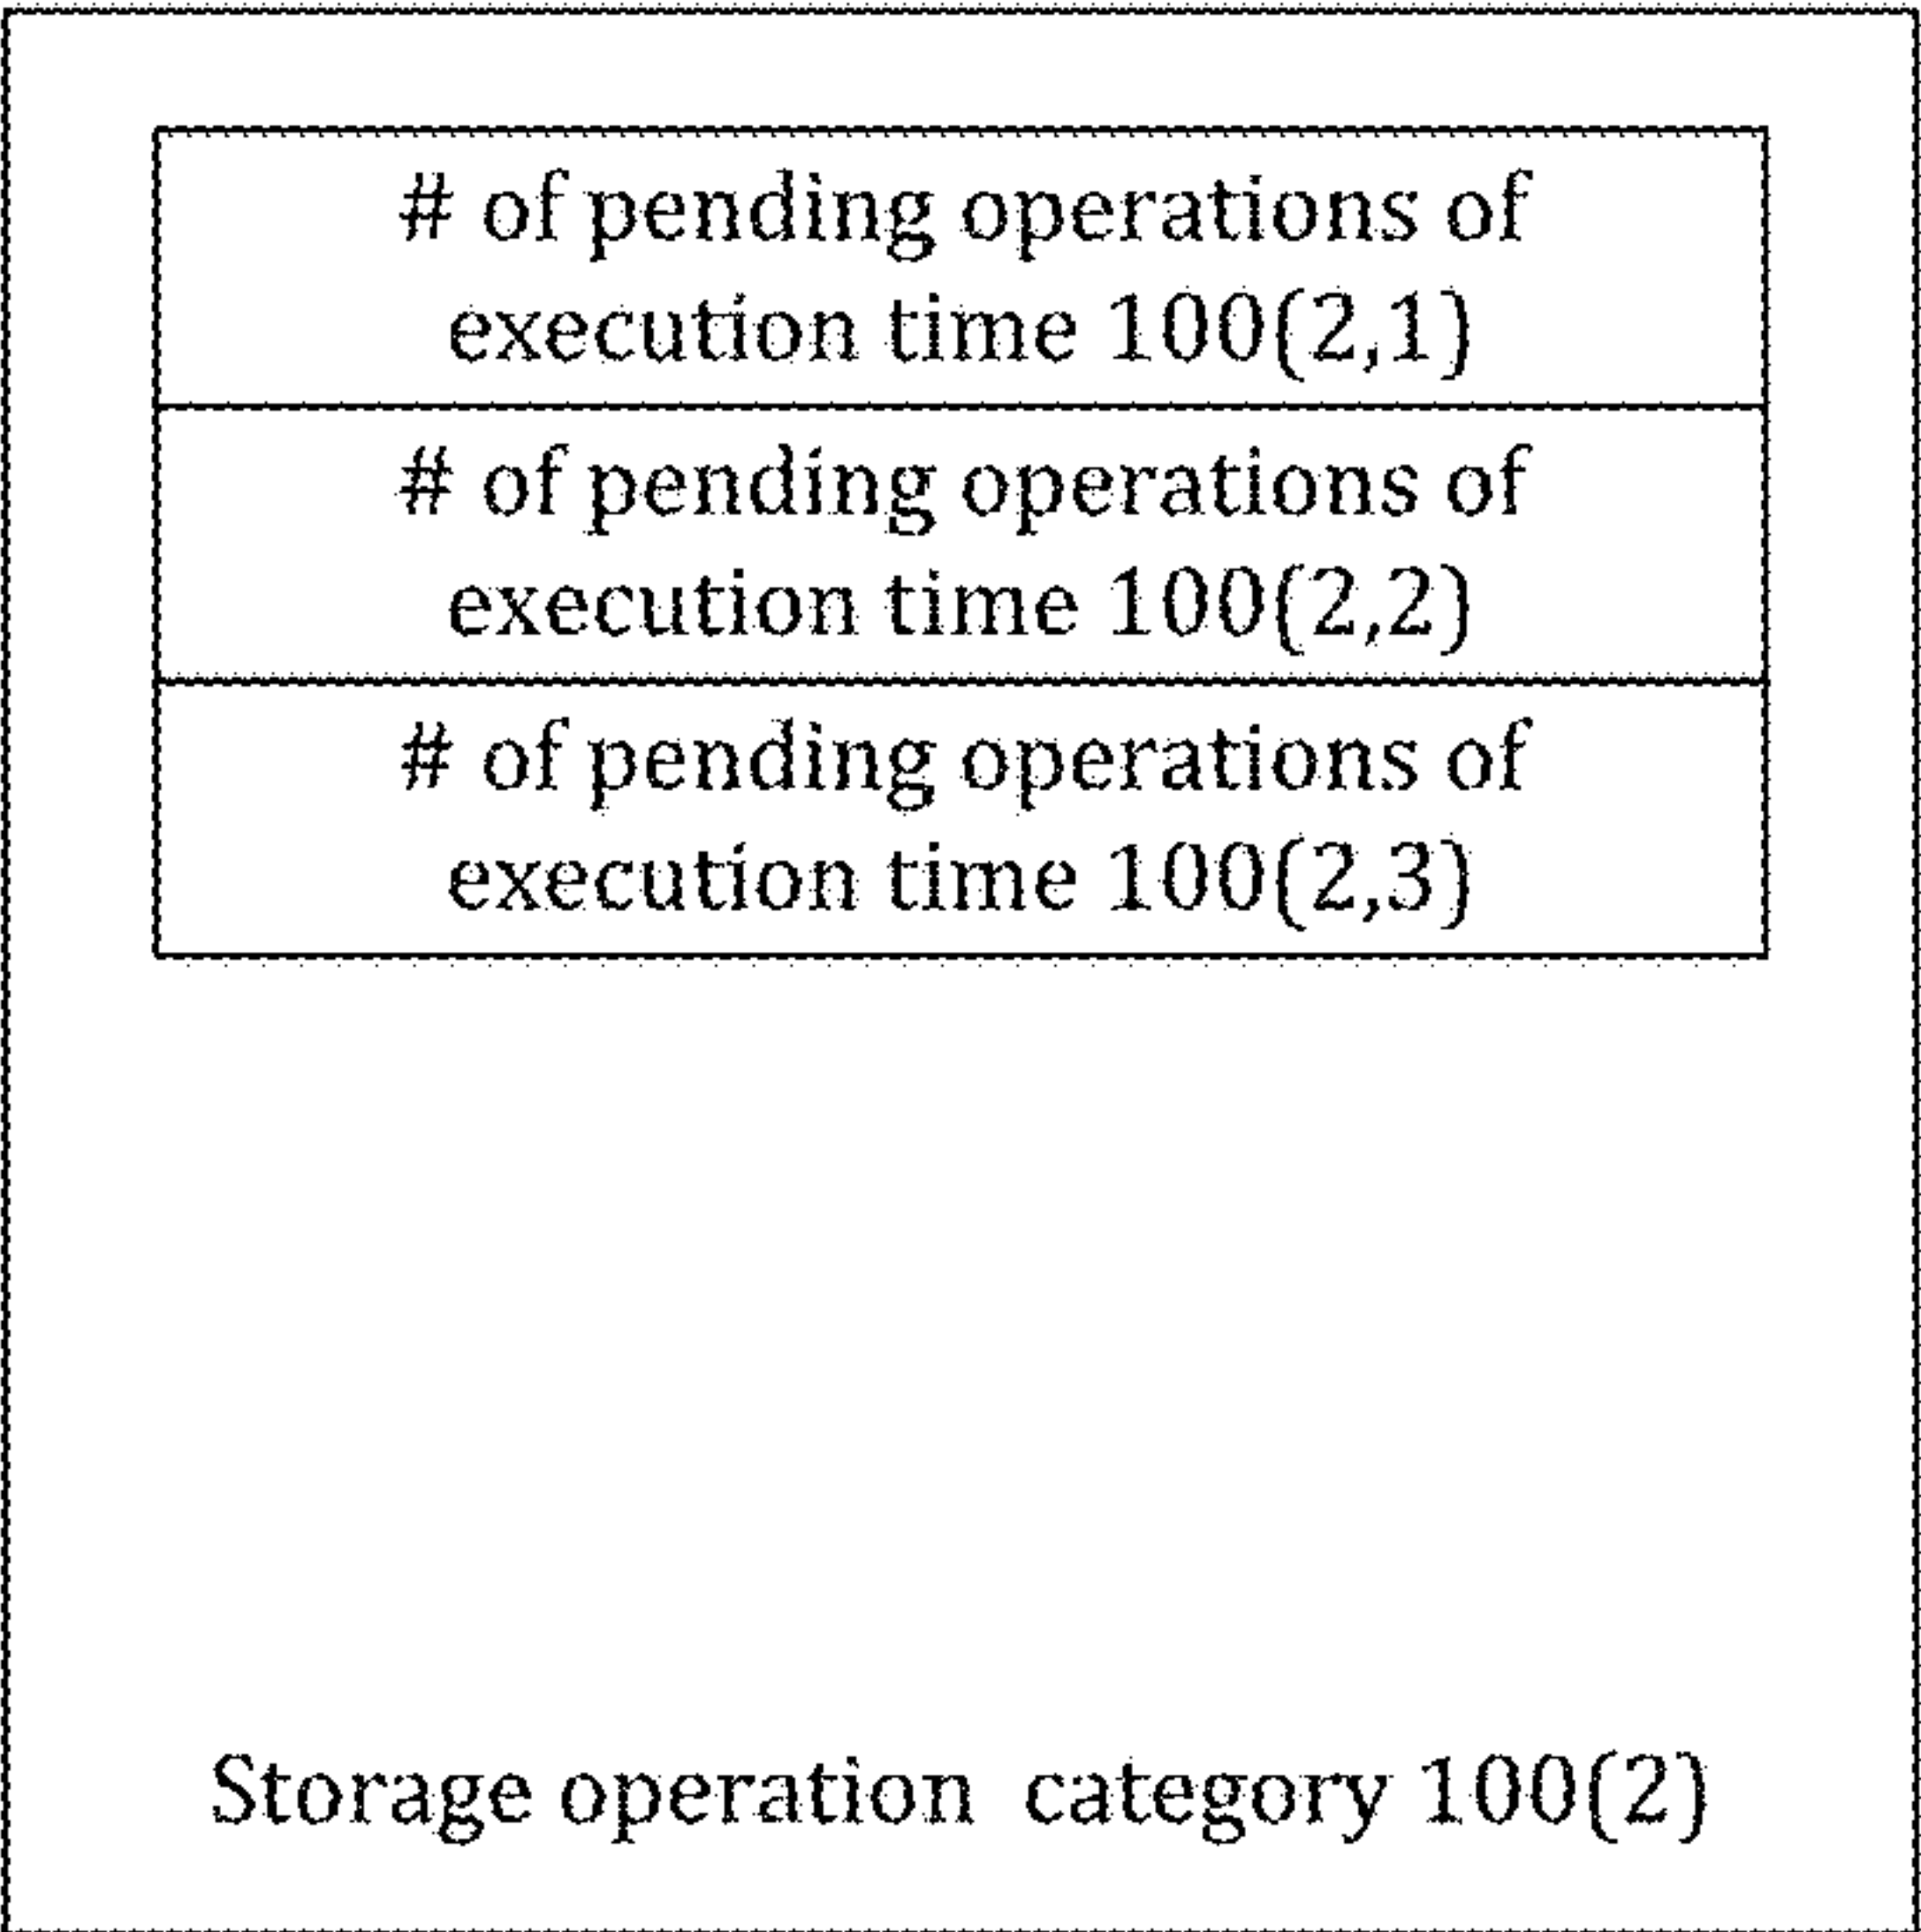 # of pending operations of
execution time 100(2,1)
# of pending operations of
execution time 100(2,2)
# of pending operations of
execution time 100(2,3)
Storage operation category 100(2)